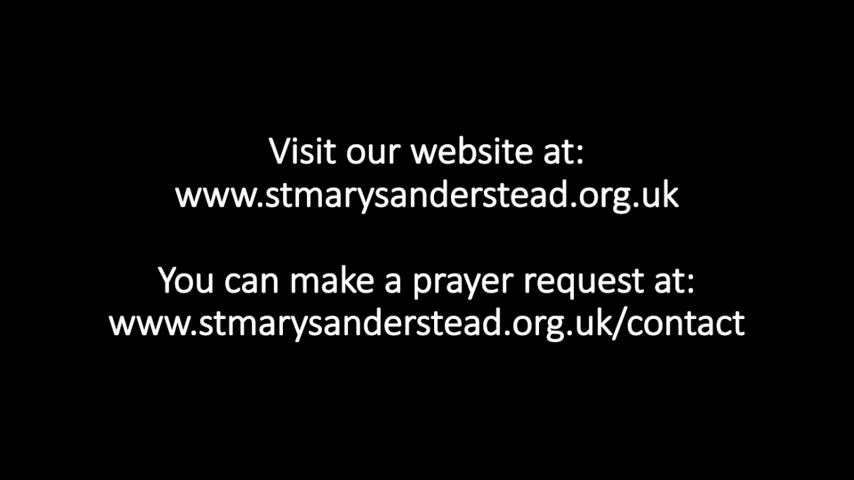 Visit our website at:
www.stmarysanderstead.org.uk
You can make a prayer request at:
www.stmarysanderstead.org.uk/contact